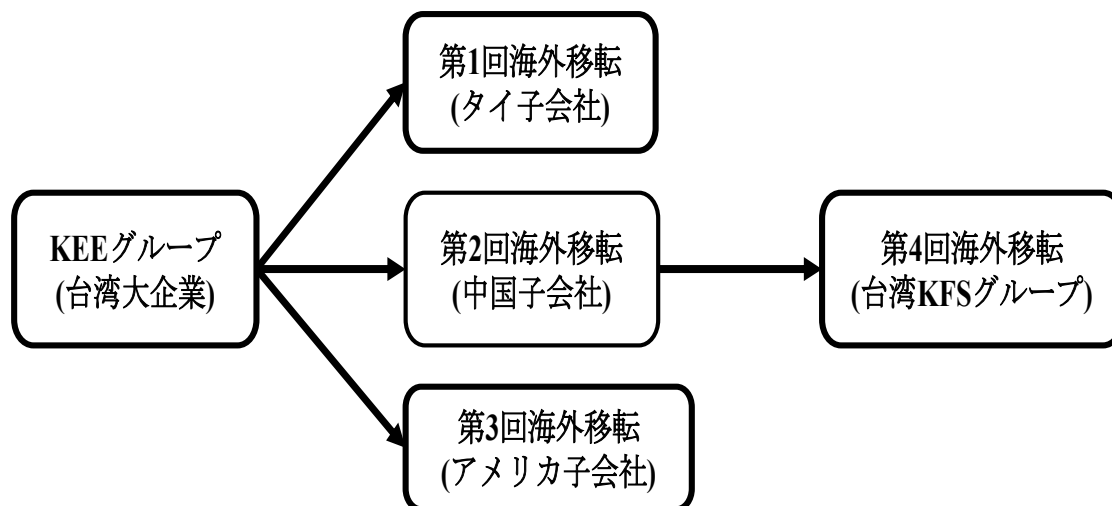 第1回海外移転
(タイ子会社)
KEEグループ
(台湾大企業)
第2回海外移転
(中国子会社)
第4回海外移転
(台湾KFSグループ)
第3回海外移転
(アメリカ子会社)